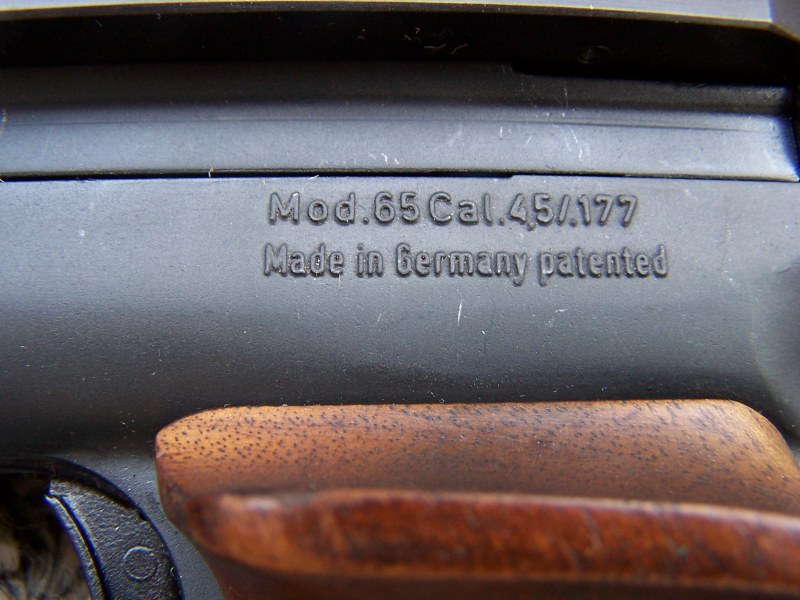 Mod.65 Cal.4,5/.177
Made in Germany patented